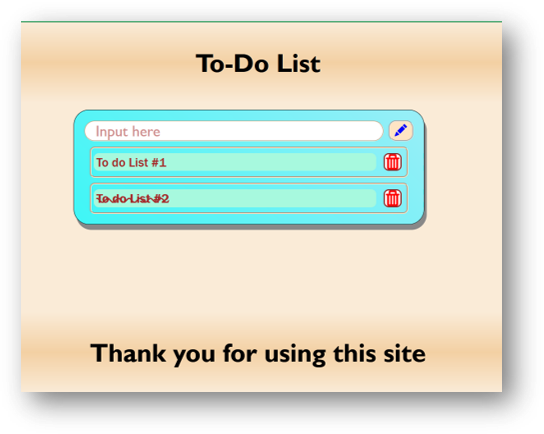 To-Do List
Input here
To do List #1
To do List #2
Thank you for using this site